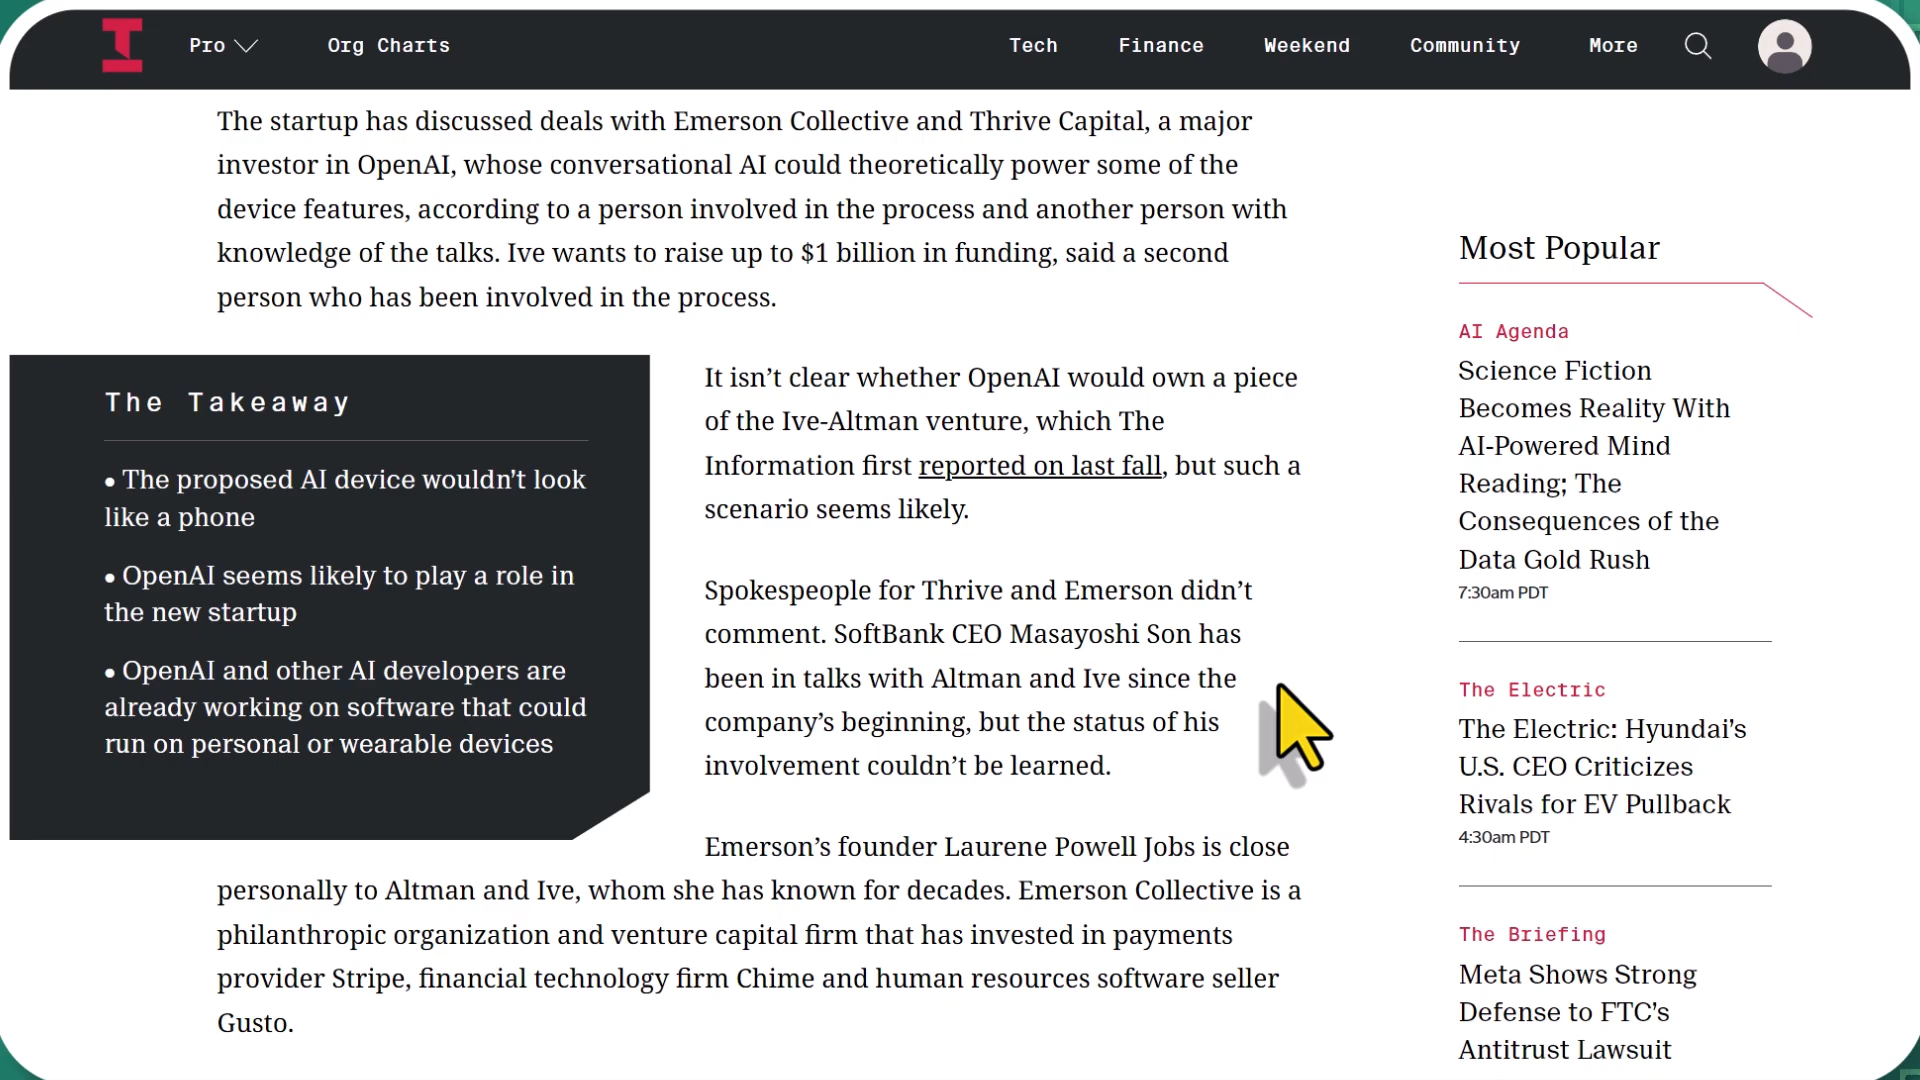 Pro
Org Charts
Tech
Finance
Weekend
Community
More
The startup has discussed deals with Emerson Collective and Thrive Capital, a major
investor in OpenAI, whose conversational AI could theoretically power some of the
device features, according to a person involved in the process and another person with
knowledge of the talks. Ive wants to raise up to $1 billion in funding, said a second
person who has been involved in the process.
The Takeaway
• The proposed AI device wouldn’t look
like a phone
• OpenAI seems likely to play a role in
the new startup
• OpenAI and other AI developers are
already working on software that could
run on personal or wearable devices
It isn’t clear whether OpenAI would own a piece
of the Ive-Altman venture, which The
Information first reported on last fall, but such a
scenario seems likely.
Spokespeople for Thrive and Emerson didn’t
comment. SoftBank CEO Masayoshi Son has
been in talks with Altman and Ive since the
company’s beginning, but the status of his
involvement couldn’t be learned.
Emerson’s founder Laurene Powell Jobs is close
personally to Altman and Ive, whom she has known for decades. Emerson Collective is a
philanthropic organization and venture capital firm that has invested in payments
provider Stripe, financial technology firm Chime and human resources software seller
Gusto.
Most Popular
AI Agenda
Science Fiction
Becomes Reality With
AI-Powered Mind
Reading; The
Consequences of the
Data Gold Rush
7:30am PDT
The Electric
The Electric: Hyundai’s
U.S. CEO Criticizes
Rivals for EV Pullback
4:30am PDT
The Briefing
Meta Shows Strong
Defense to FTC’s
Antitrust Lawsuit